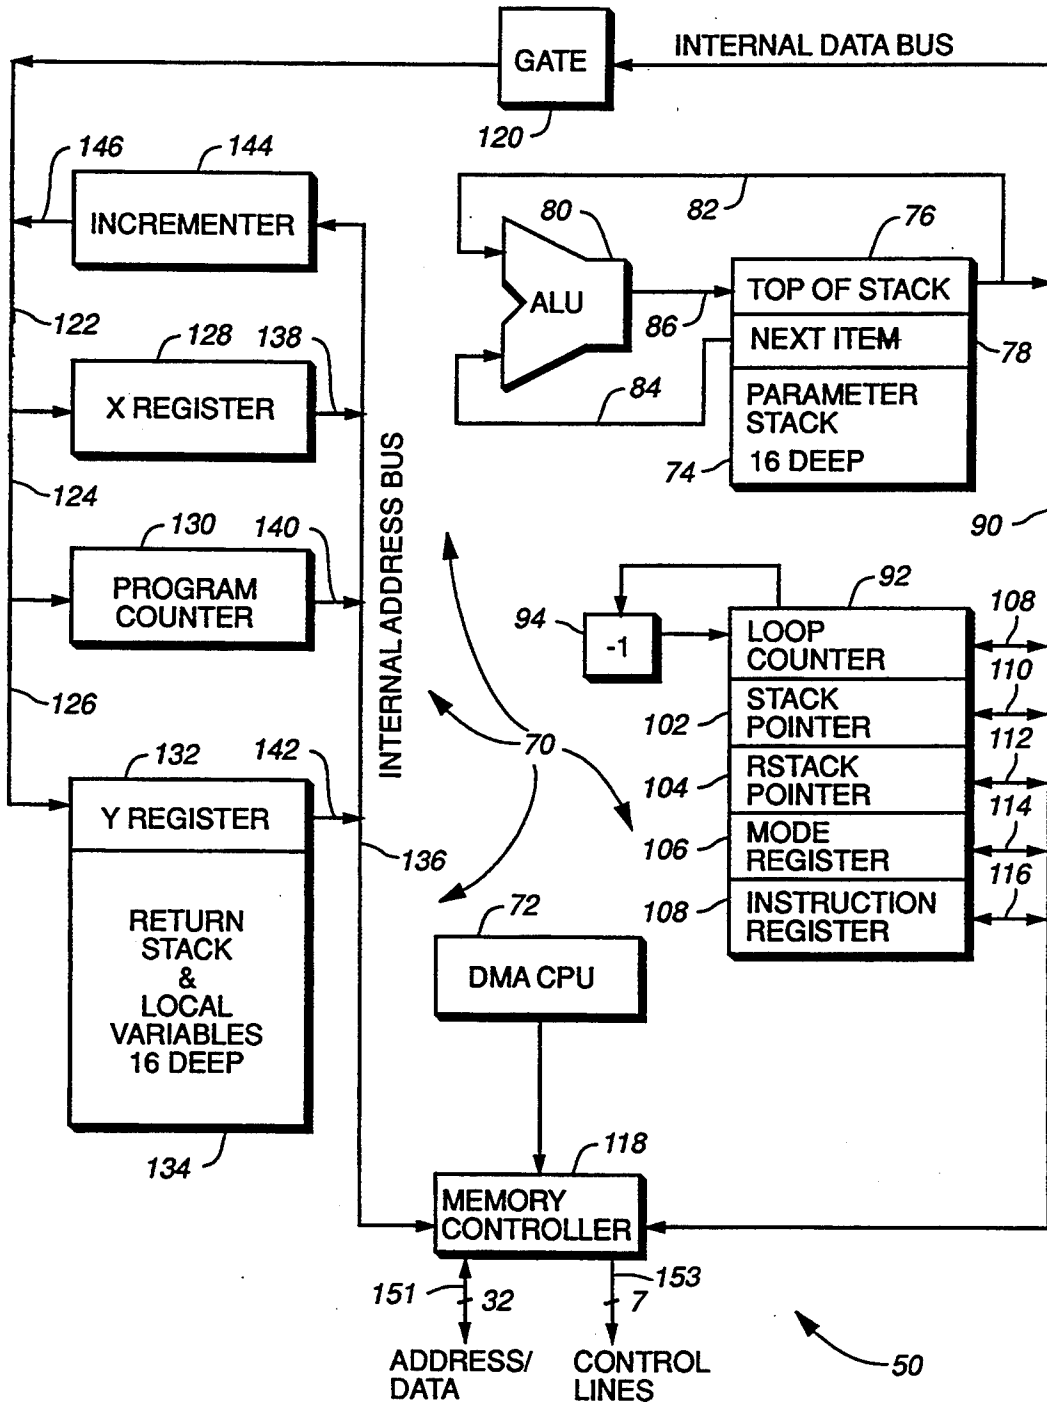 INTERNAL DATA BUS
GATE
120
146
144
INCREMENTER
82
80
76
ALU
TOP OF STACK
86
NEXT ITEM
78
84
PARAMETER
STACK
16 DEEP
74
90
122
128
138
X REGISTER
124
130
140
PROGRAM
COUNTER
126
132
142
Y REGISTER
136
RETURN
STACK
&
LOCAL
VARIABLES
16 DEEP
134
INTERNAL ADDRESS BUS
94
-1
92
LOOP
COUNTER
108
102
STACK
POINTER
110
104
RSTACK
POINTER
112
106
MODE
REGISTER
114
108
INSTRUCTION
REGISTER
116
70
72
DMA CPU
118
MEMORY
CONTROLLER
151
32
153
7
ADDRESS/
DATA
CONTROL
LINES
50